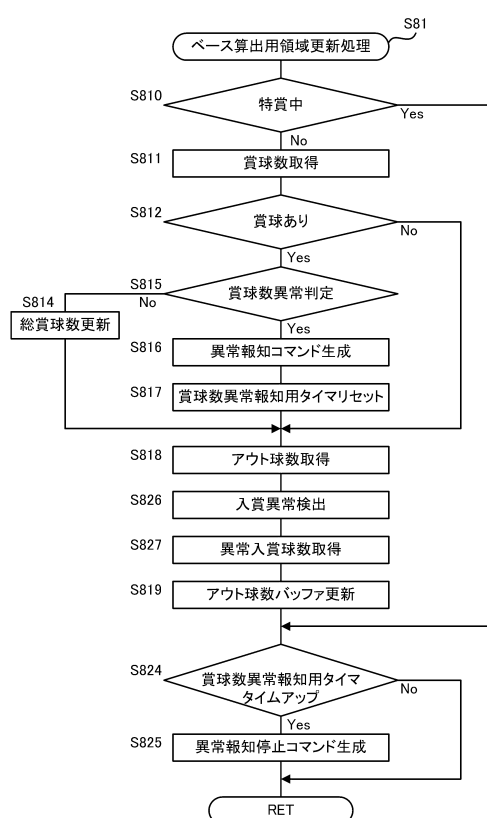 S81
ベース算出用領域更新処理
S810
特賞中
Yes
No
S811
賞球数取得
S812
賞球あり
No
Yes
S815
賞球数異常判定
S814
No
総賞球数更新
Yes
S816
異常報知コマンド生成
S817
賞球数異常報知用タイマリセット
S818
アウト球数取得
S826
入賞異常検出
S827
異常入賞球数取得
S819
アウト球数バッファ更新
S824
賞球数異常報知用タイマ
タイムアップ
No
Yes
S825
異常報知停止コマンド生成
RET